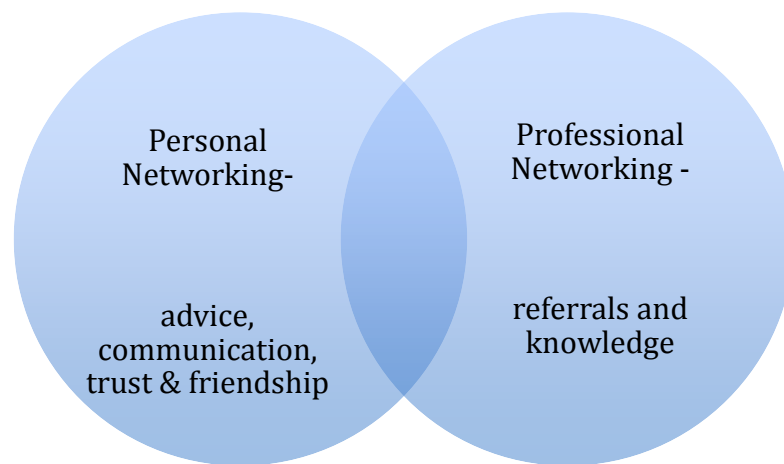 Personal
Networking-
advice,
communication,
trust & friendship
Professional
Networking -
referrals and
knowledge